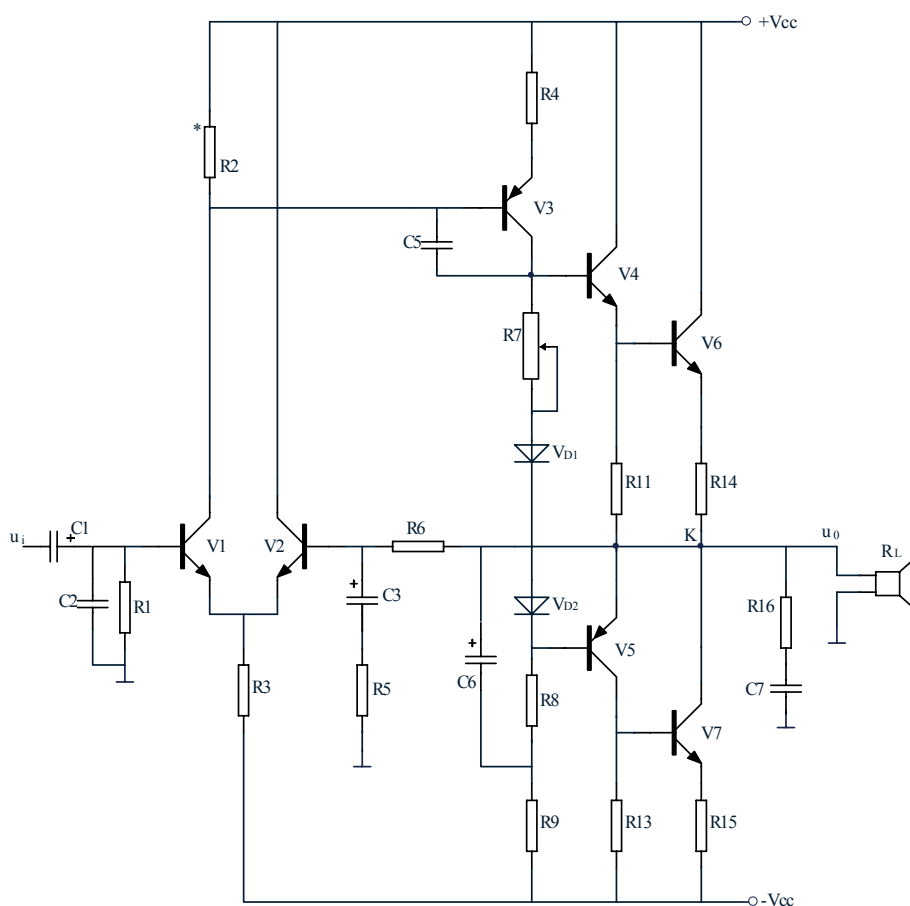 +Vcc
R4
*
R2
V3
C5
V4
R7
V6
VD1
R11
R14
ui
+
C1
V1
V2
R6
K
u0
RL
C2
R1
+
C3
VD2
R16
R3
R5
+
C6
R8
V5
C7
V7
R9
R13
R15
-Vcc